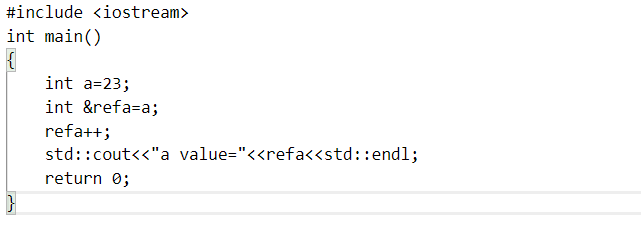 #include <iostream>
int main()
{
    int a=23;
    int &refa=a;
    refa++;
    std::cout<<"a value="<<refa<<std::endl;
    return 0;
}